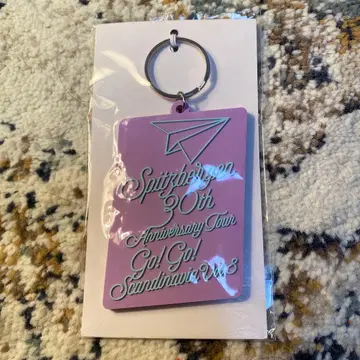 Spitzbergen
30th
Anniversary Tour
Go! Go!
Scandinavia Vol.8